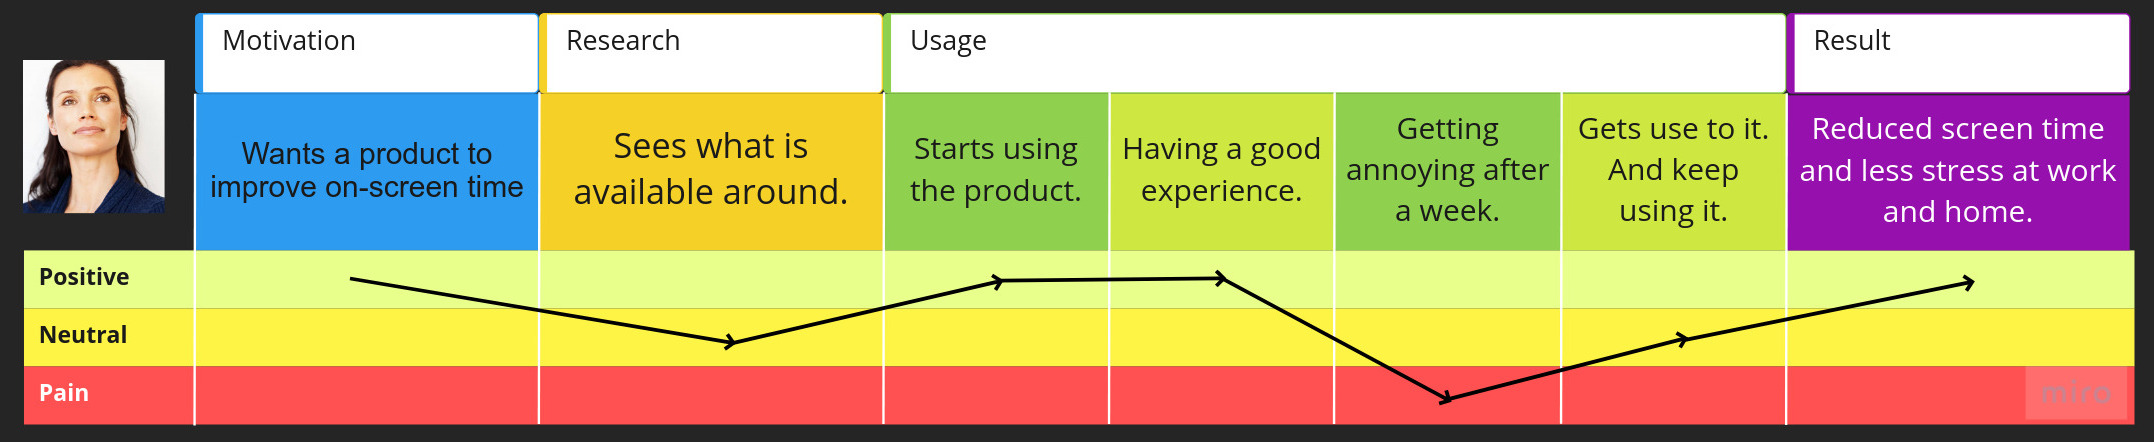 Motivation
Research
Usage
Result
Wants a product to
improve on-screen time
Sees what is
available around.
Starts using
the product.
Having a good
experience.
Getting
annoying after
a week.
Gets use to it.
And keep
using it.
Reduced screen time
and less stress at work
and home.
Positive
Neutral
Pain
miro